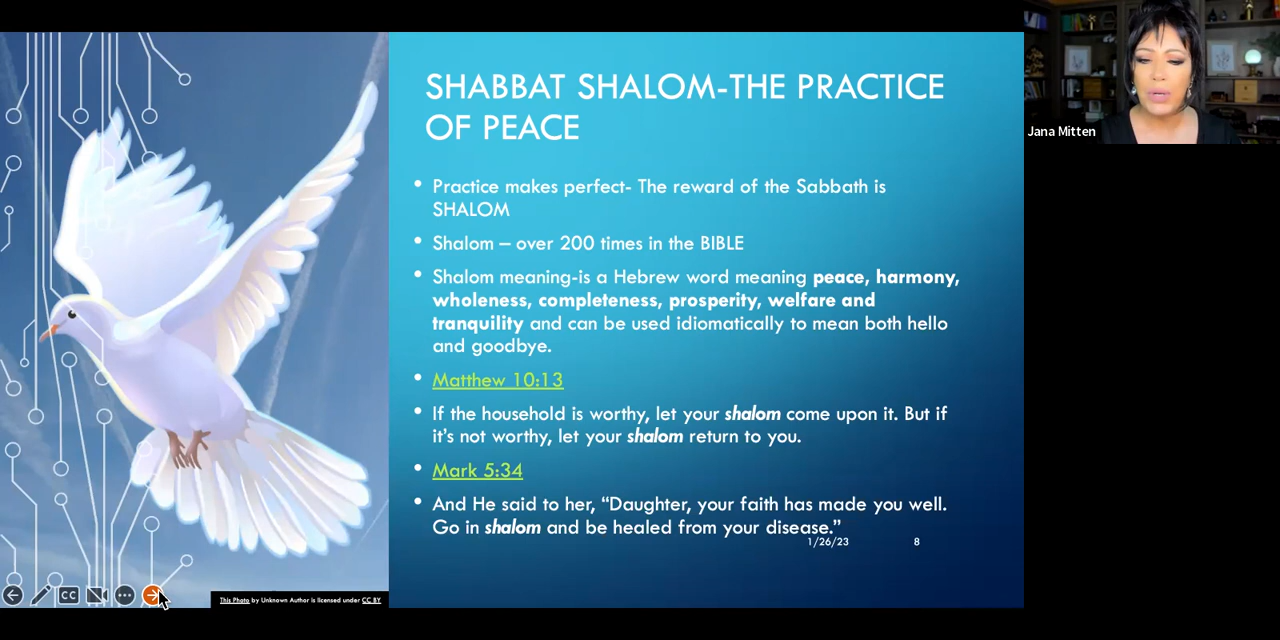 SHABBAT SHALOM-THE PRACTICE
OF PEACE
• Practice makes perfect- The reward of the Sabbath is
SHALOM
• Shalom – over 200 times in the BIBLE
• Shalom meaning-is a Hebrew word meaning peace, harmony,
wholeness, completeness, prosperity, welfare and
tranquility and can be used idiomatically to mean both hello
and goodbye.
• Matthew 10:13
• If the household is worthy, let your shalom come upon it. But if
it’s not worthy, let your shalom return to you.
• Mark 5:34
• And He said to her, “Daughter, your faith has made you well.
Go in shalom and be healed from your disease.”
1/26/23 8
CC
This Photo by Unknown Author is licensed under CC BY
Jana Mitten